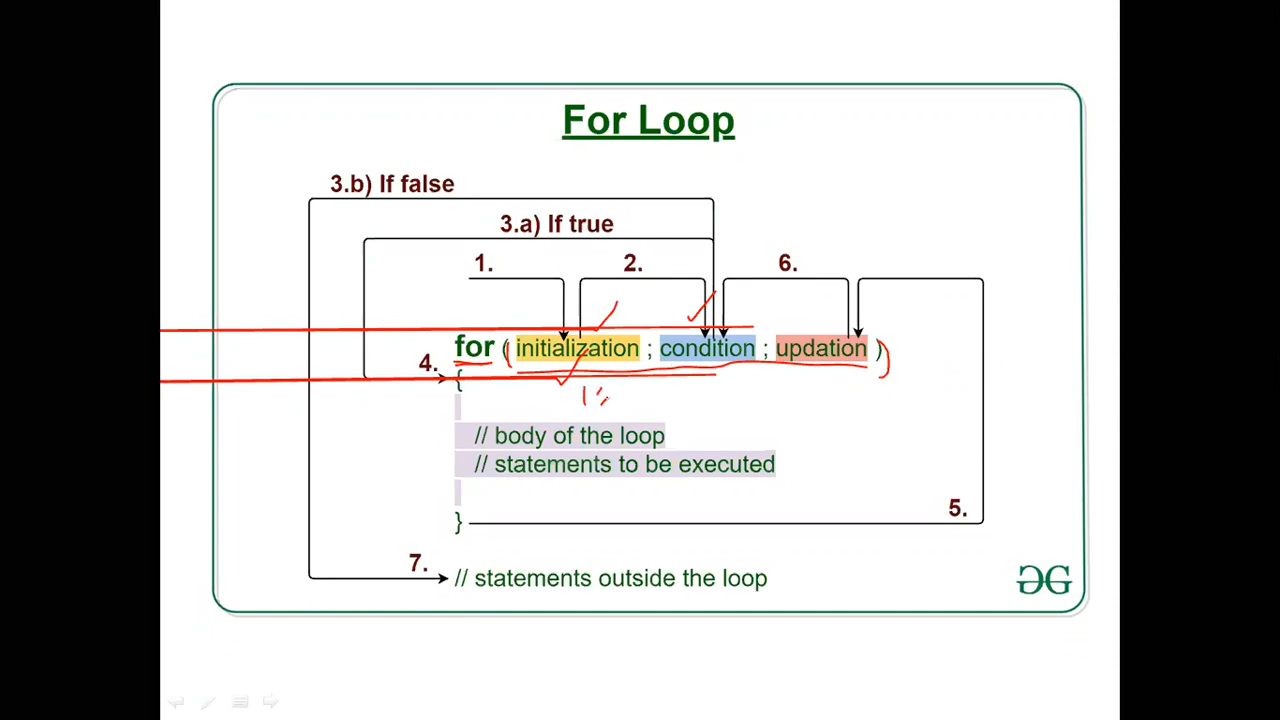 For Loop
3.b) If false
3.a) If true
1. 2. 6.
for ( initialization ; condition ; updation )
4.
{
// body of the loop
// statements to be executed
5.
}
7.
// statements outside the loop